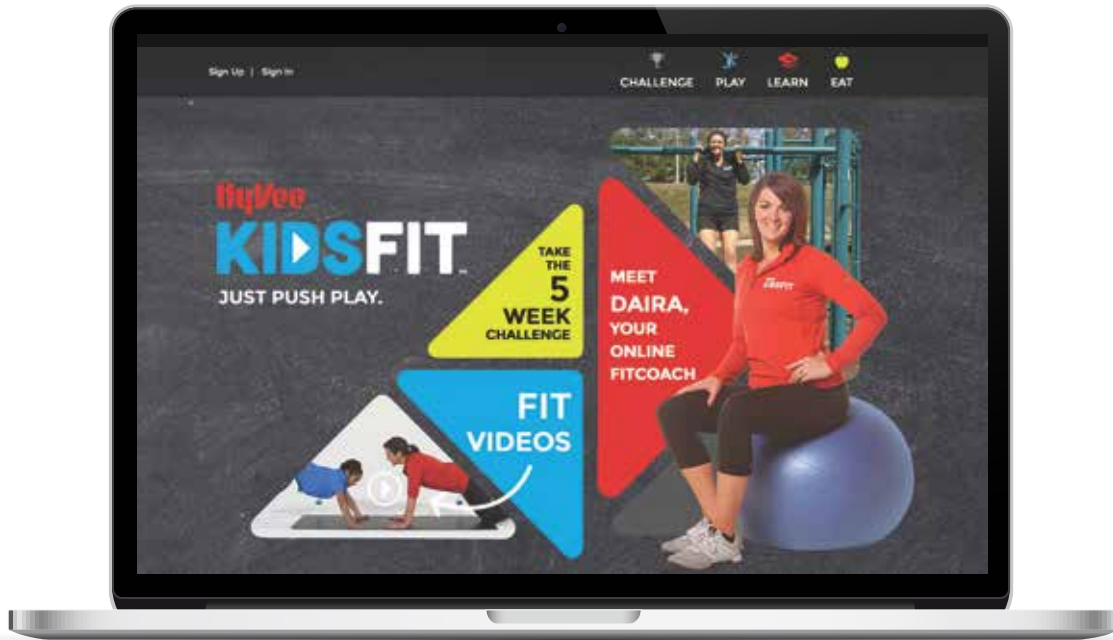 Sign Up | Sign In
CHALLENGE PLAY LEARN EAT
HyVee
KIDSFIT
JUST PUSH PLAY.
TAKE
THE
5
WEEK
CHALLENGE
FIT
VIDEOS
MEET
DAIRA,
YOUR
ONLINE
FITCOACH